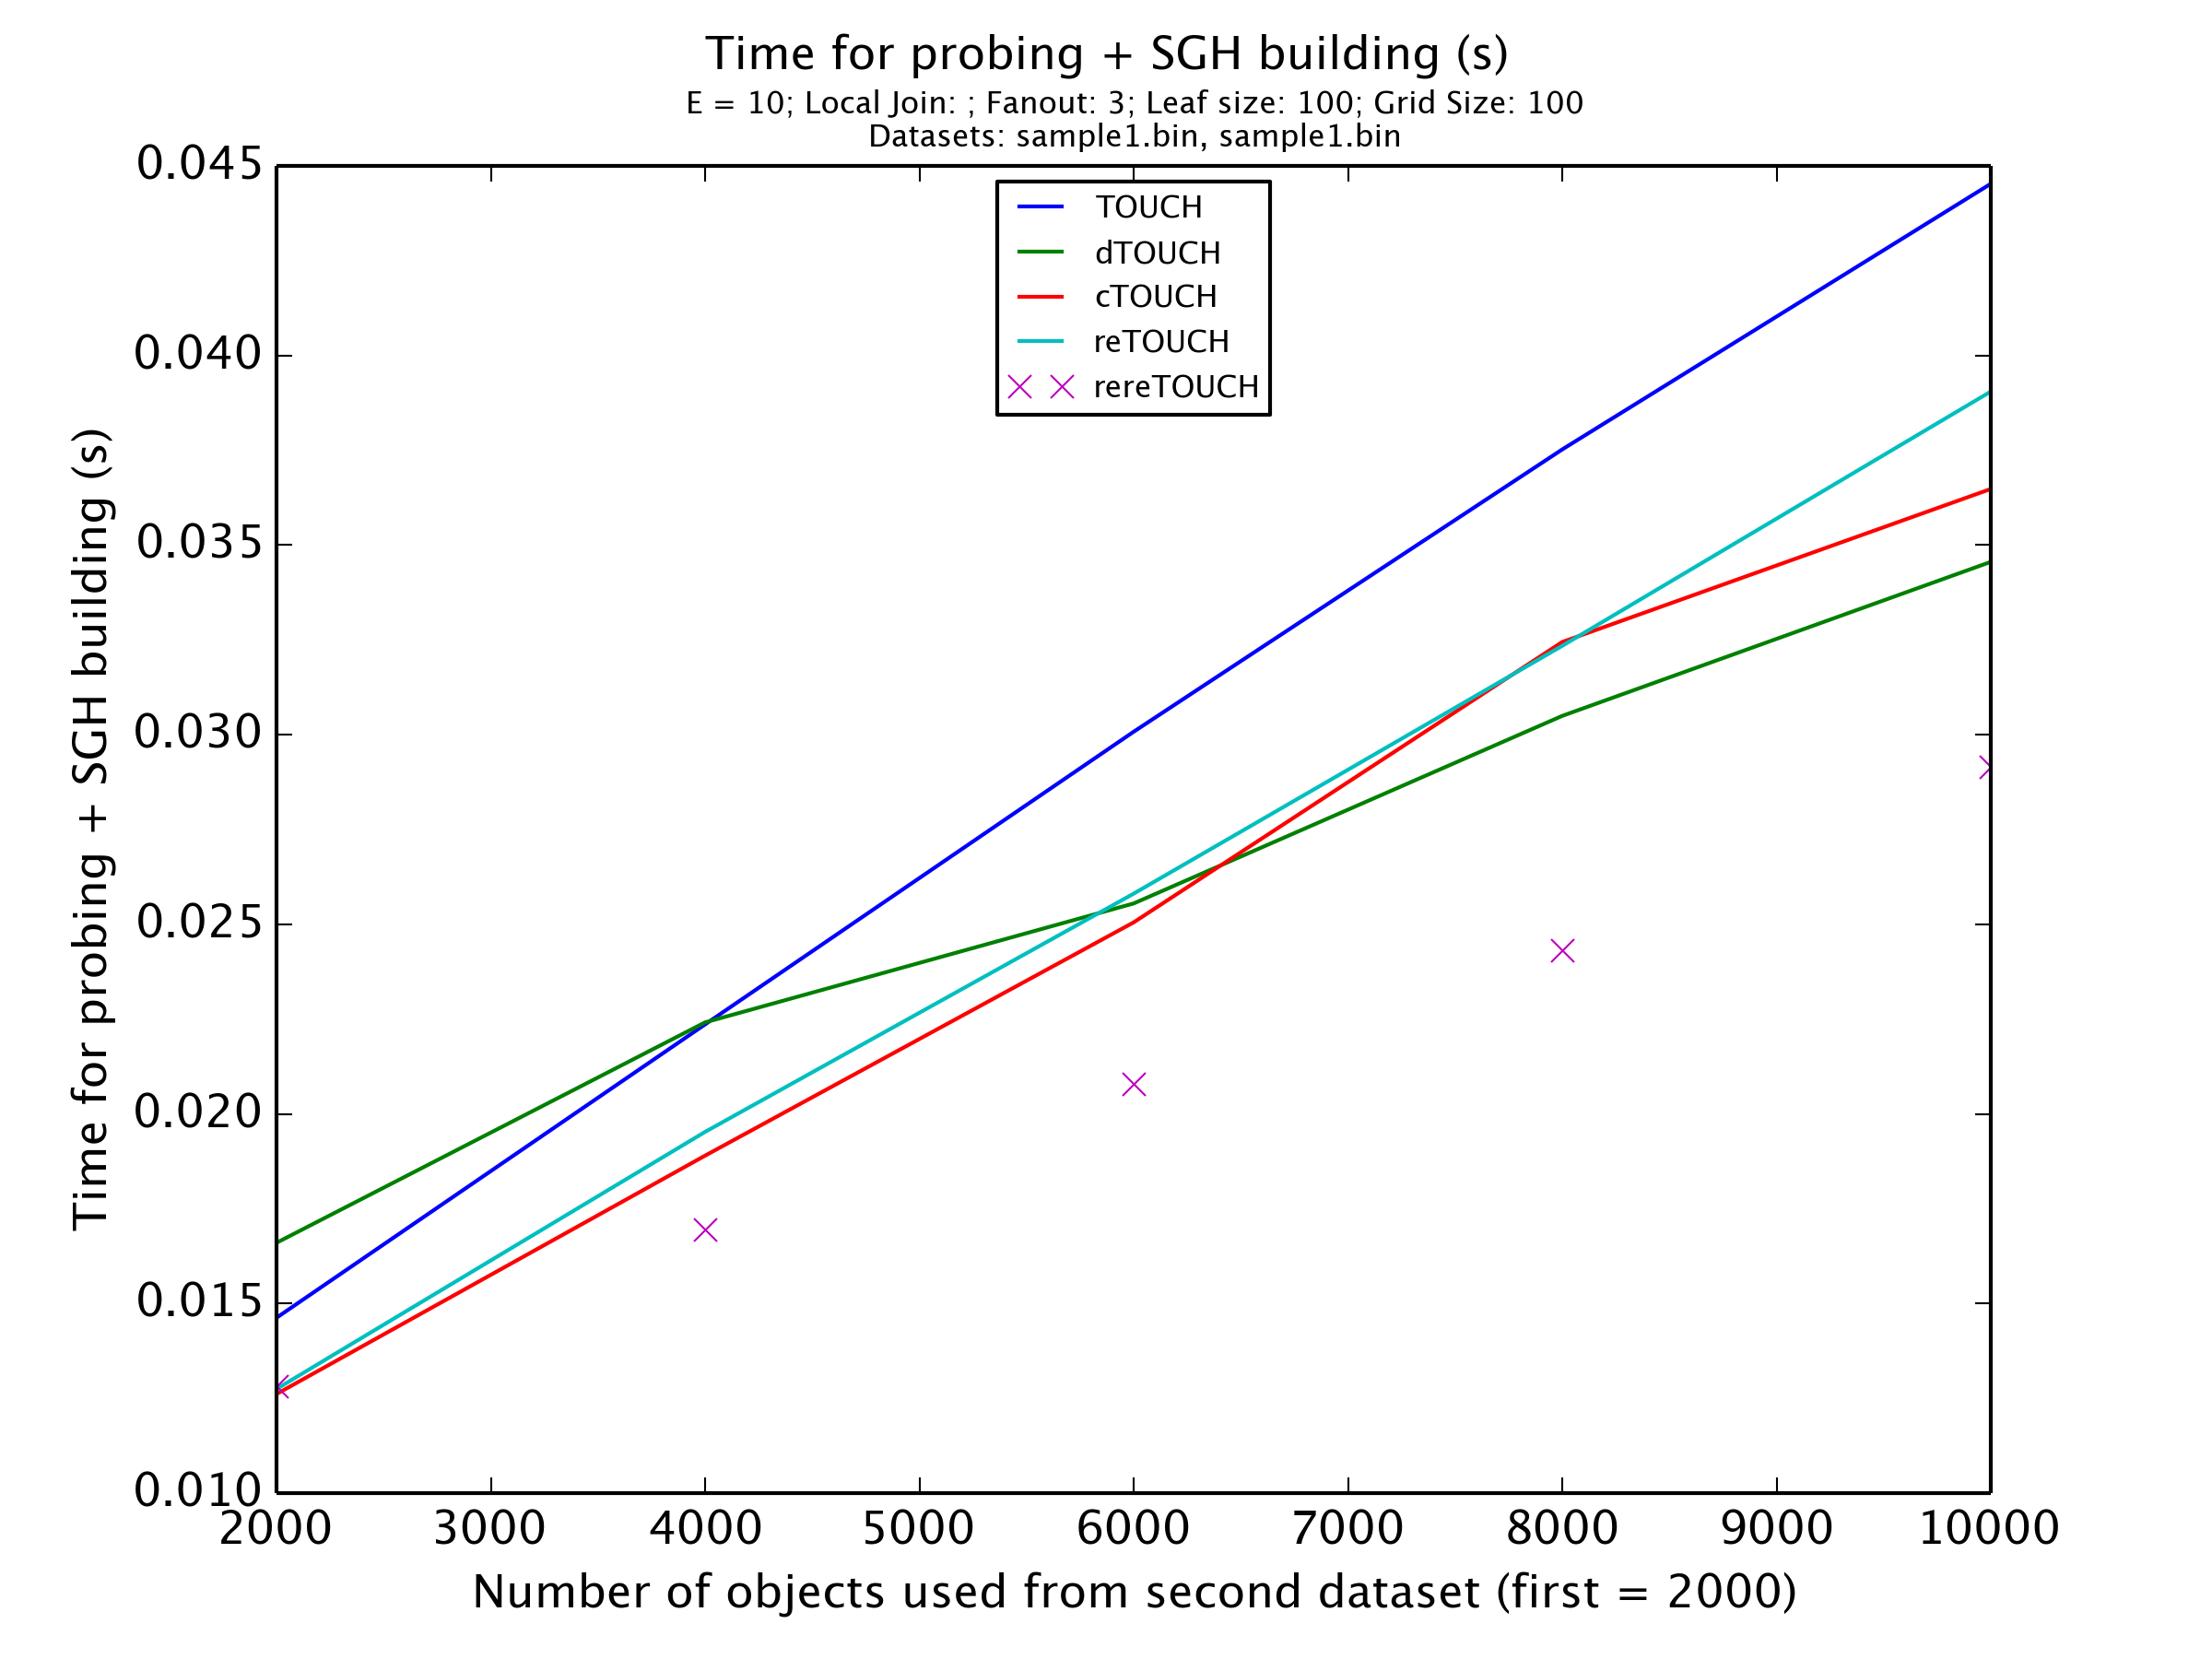 Time for probing + SGH building (s)
E = 10; Local Join: ; Fanout: 3; Leaf size: 100; Grid Size: 100
Datasets: sample1.bin, sample1.bin
TOUCH
dTOUCH
cTOUCH
reTOUCH
rereTOUCH
Time for probing + SGH building (s)
0.045
0.040
0.035
0.030
0.025
0.020
0.015
0.010
2000 3000 4000 5000 6000 7000 8000 9000 10000
Number of objects used from second dataset (first = 2000)